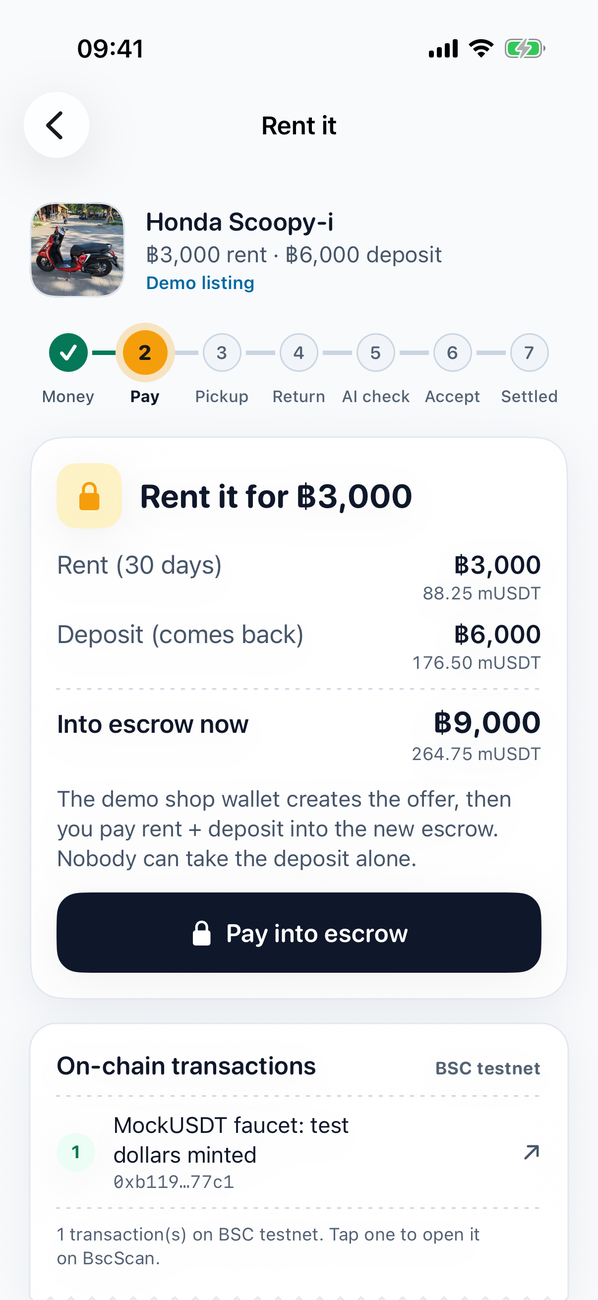 09:41
Rent it
Honda Scoopy-i
฿3,000 rent · ฿6,000 deposit
Demo listing
2
3
4
5
6
7
Money
Pay
Pickup
Return
AI check
Accept
Settled
Rent it for ฿3,000
Rent (30 days)
฿3,000
88.25 mUSDT
Deposit (comes back)
฿6,000
176.50 mUSDT
Into escrow now
฿9,000
264.75 mUSDT
The demo shop wallet creates the offer, then
you pay rent + deposit into the new escrow.
Nobody can take the deposit alone.
Pay into escrow
On-chain transactions
BSC testnet
1
MockUSDT faucet: test
dollars minted
0xb119…77c1
1 transaction(s) on BSC testnet. Tap one to open it
on BscScan.